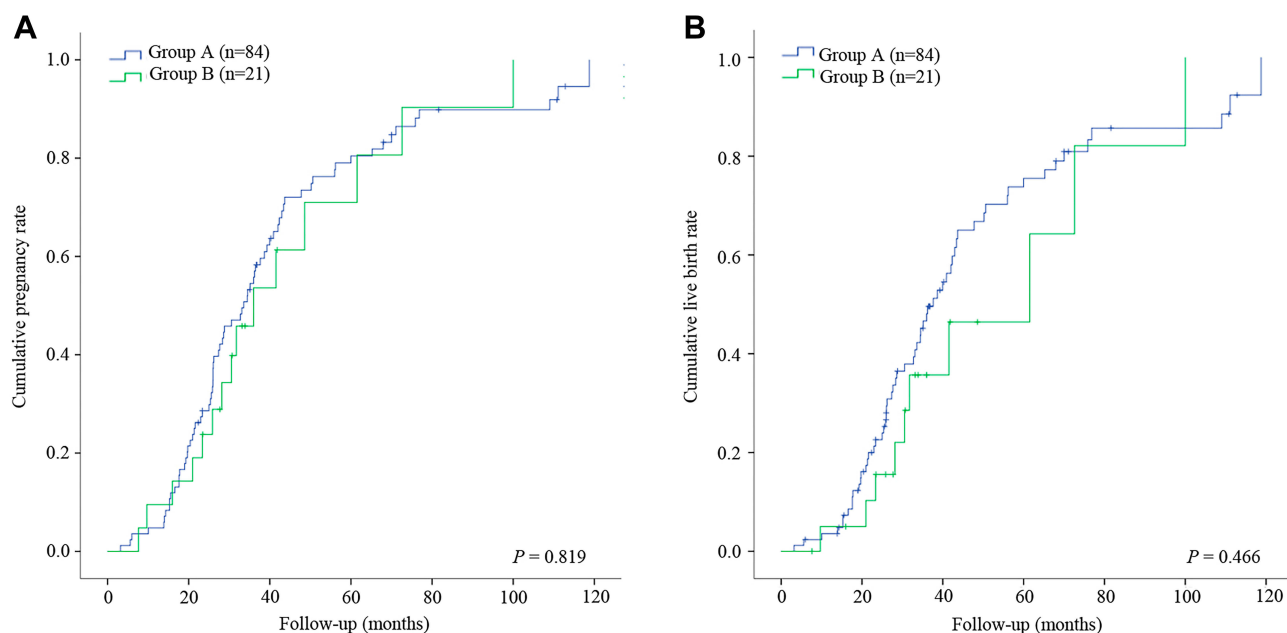 A
Group A (n=84)
Group B (n=21)
1.0
0.8
0.6
0.4
0.2
0.0
Cumulative pregnancy rate
P = 0.819
0 20 40 60 80 100 120
Follow-up (months)
B
Group A (n=84)
Group B (n=21)
1.0
0.8
0.6
0.4
0.2
0.0
Cumulative live birth rate
P = 0.466
0 20 40 60 80 100 120
Follow-up (months)